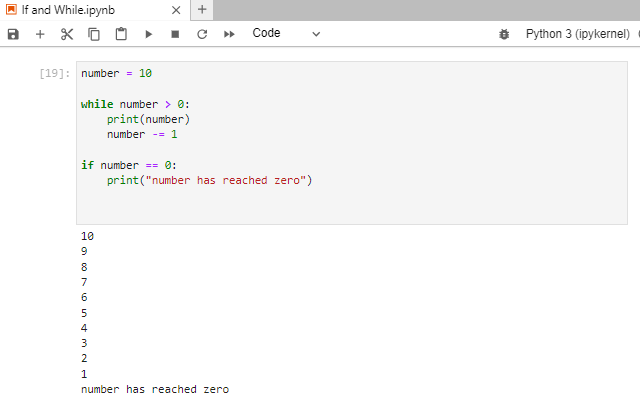 If and While.ipynb
Code
Python 3 (ipykernel)
[19]:
number = 10

while number > 0:
    print(number)
    number -= 1

if number == 0:
    print("number has reached zero")

10
9
8
7
6
5
4
3
2
1
number has reached zero